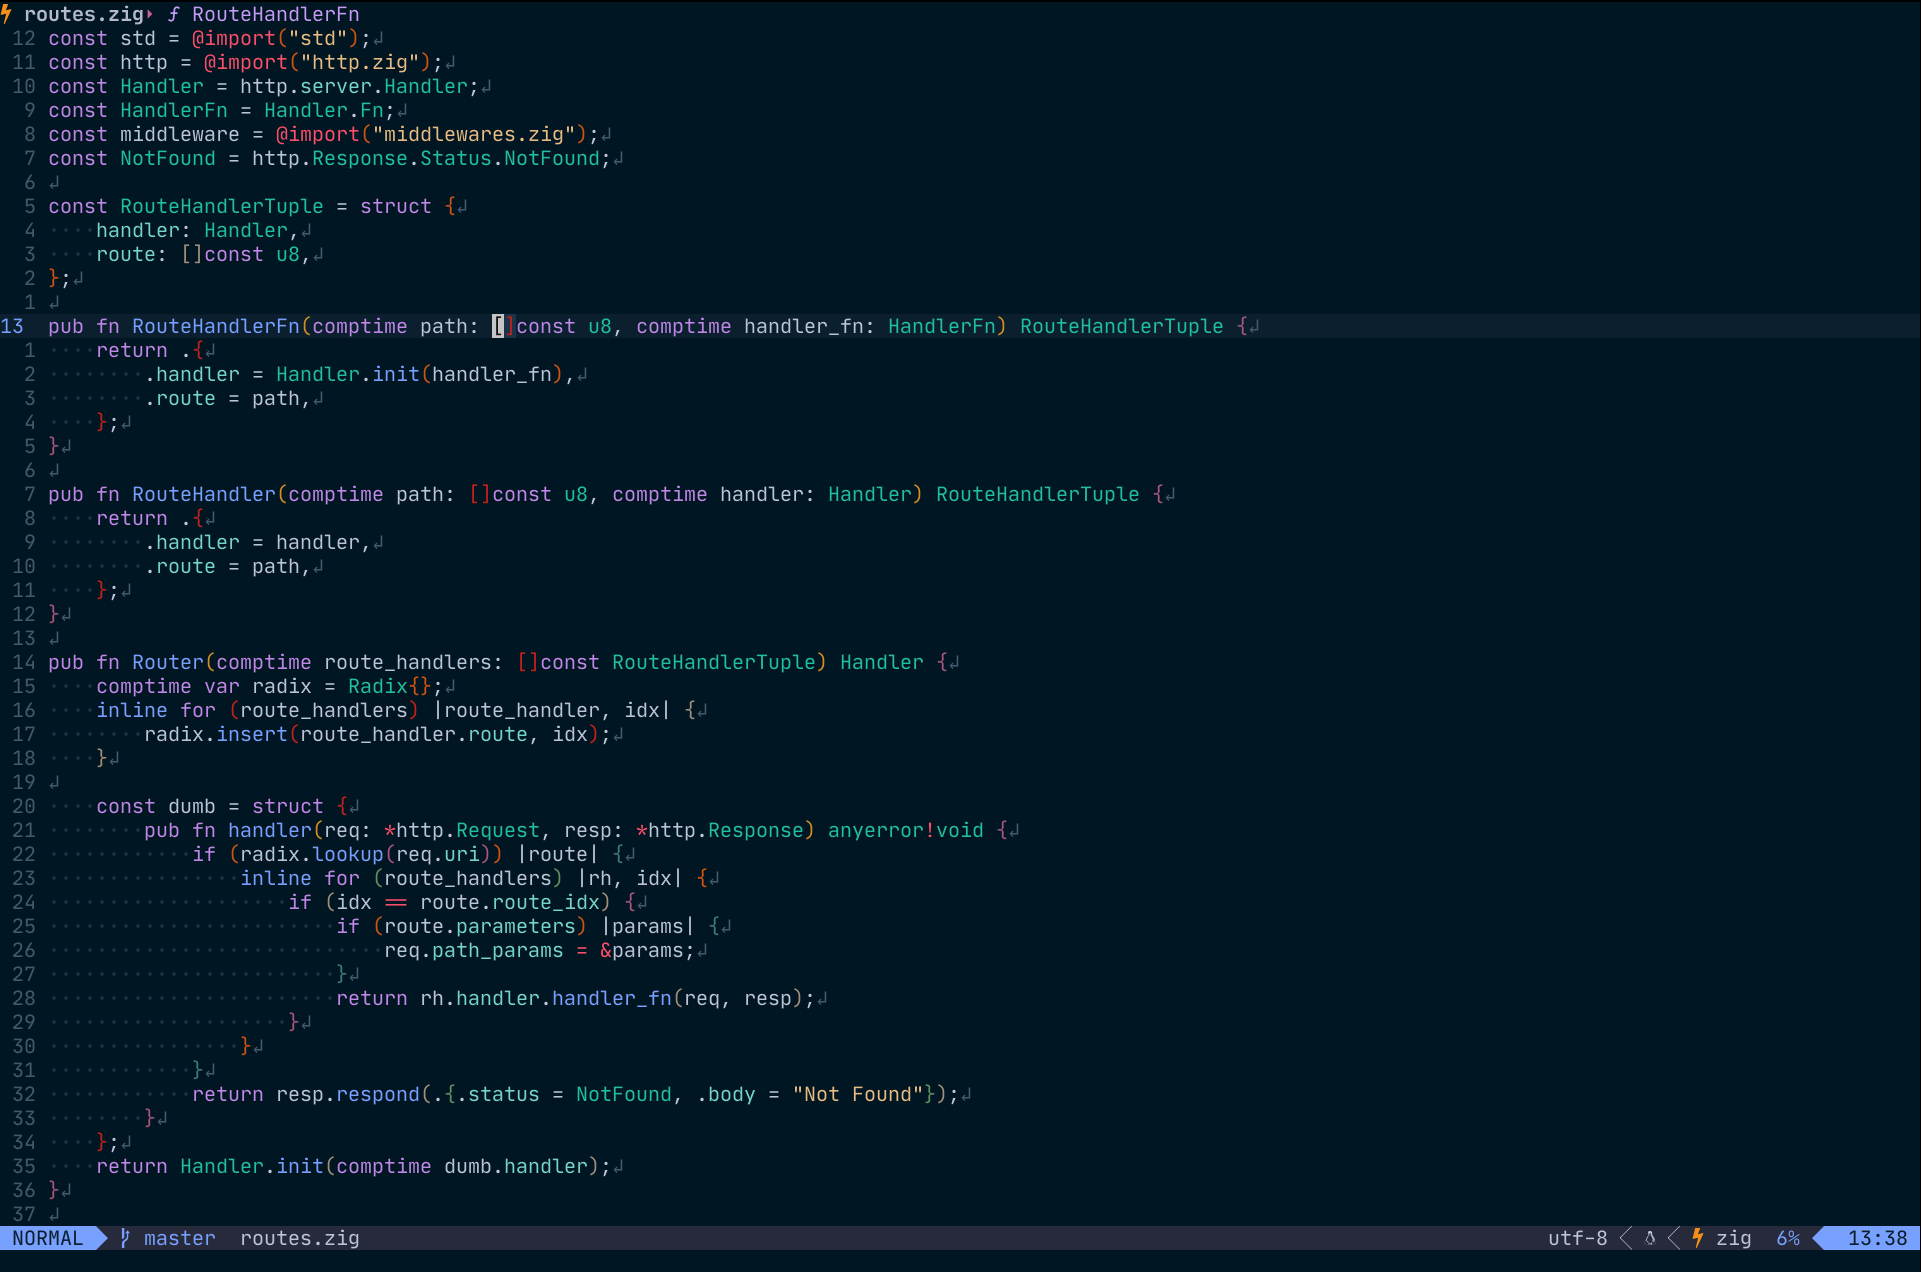 routes.zig ƒ RouteHandlerFn
12 const std = @import("std");
11 const http = @import("http.zig");
10 const Handler = http.server.Handler;
9 const HandlerFn = Handler.Fn;
8 const middleware = @import("middlewares.zig");
7 const NotFound = http.Response.Status.NotFound;
6
5 const RouteHandlerTuple = struct {
4     handler: Handler,
3     route: []const u8,
2 };
1
13 pub fn RouteHandlerFn(comptime path: []const u8, comptime handler_fn: HandlerFn) RouteHandlerTuple {
1     return .{
2         .handler = Handler.init(handler_fn),
3         .route = path,
4     };
5 }
6
7 pub fn RouteHandler(comptime path: []const u8, comptime handler: Handler) RouteHandlerTuple {
8     return .{
9         .handler = handler,
10         .route = path,
11     };
12 }
13
14 pub fn Router(comptime route_handlers: []const RouteHandlerTuple) Handler {
15     comptime var radix = Radix{};
16     inline for (route_handlers) |route_handler, idx| {
17         radix.insert(route_handler.route, idx);
18     }
19
20     const dumb = struct {
21         pub fn handler(req: *http.Request, resp: *http.Response) anyerror!void {
22             if (radix.lookup(req.uri)) |route| {
23                 inline for (route_handlers) |rh, idx| {
24                     if (idx == route.route_idx) {
25                         if (route.parameters) |params| {
26                             req.path_params = &params;
27                         }
28                         return rh.handler.handler_fn(req, resp);
29                     }
30                 }
31             }
32             return resp.respond(.{.status = NotFound, .body = "Not Found"});
33         }
34     };
35     return Handler.init(comptime dumb.handler);
36 }
37
NORMAL master routes.zig utf-8 zig 6% 13:38